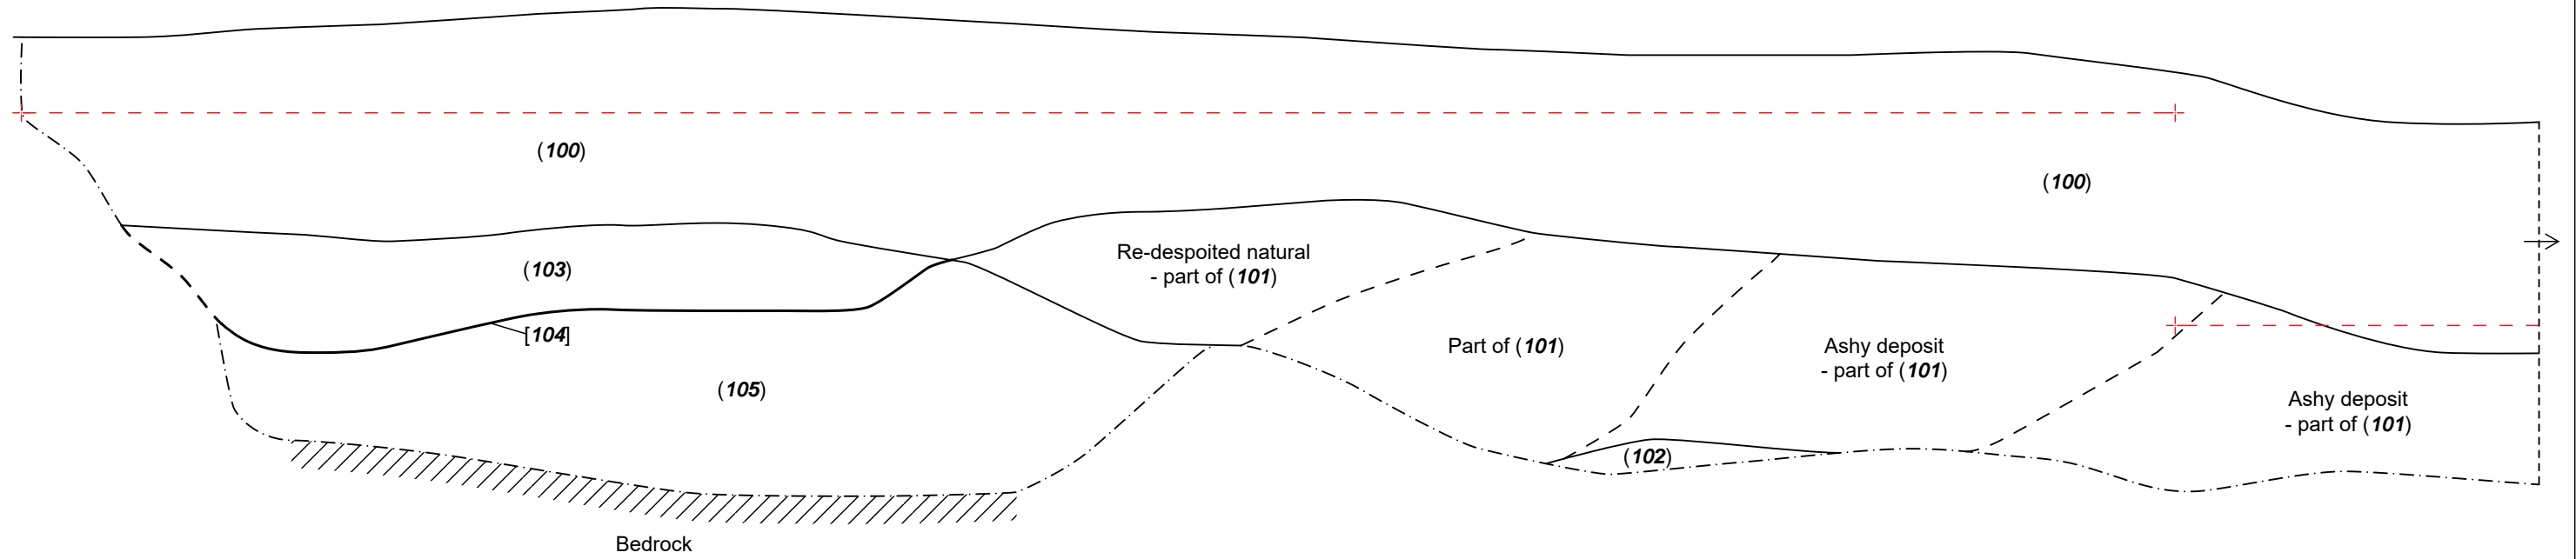 (100)
(100)
(103)
Re-despoited natural
- part of (101)
[104]
Part of (101)
Ashy deposit
- part of (101)
(105)
Ashy deposit
- part of (101)
(102)
Bedrock